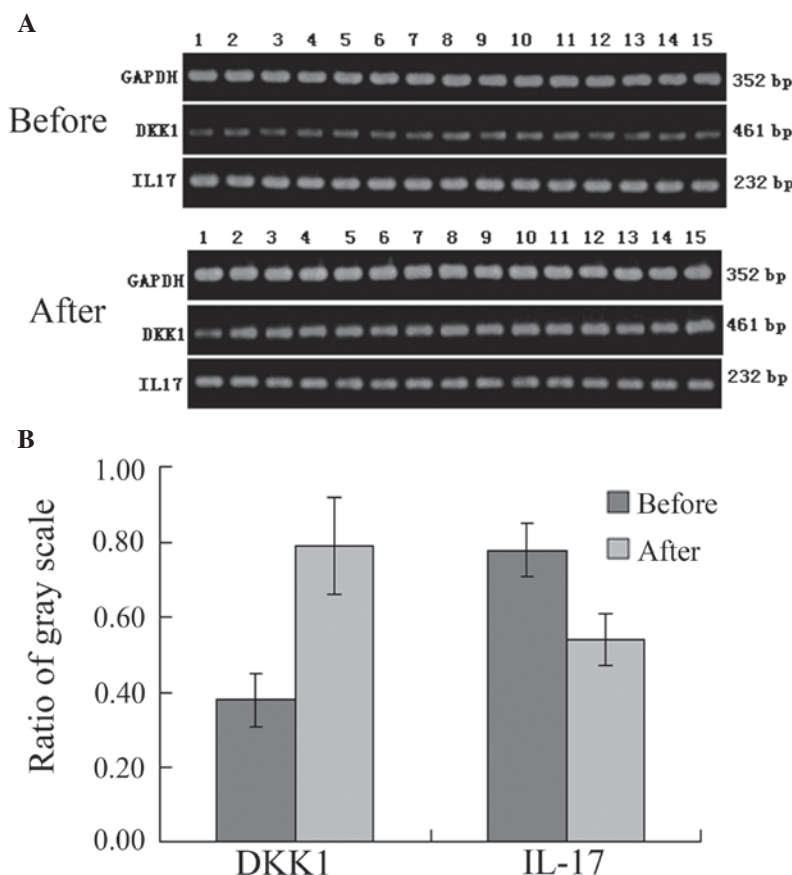 A
1 2 3 4 5 6 7 8 9 10 11 12 13 14 15
GAPDH 352 bp
Before
DKK1 461 bp
IL17 232 bp
1 2 3 4 5 6 7 8 9 10 11 12 13 14 15
GAPDH 352 bp
After
DKK1 461 bp
IL17 232 bp
B
Ratio of gray scale
1.00
0.80
0.60
0.40
0.20
0.00
Before
After
DKK1 IL-17